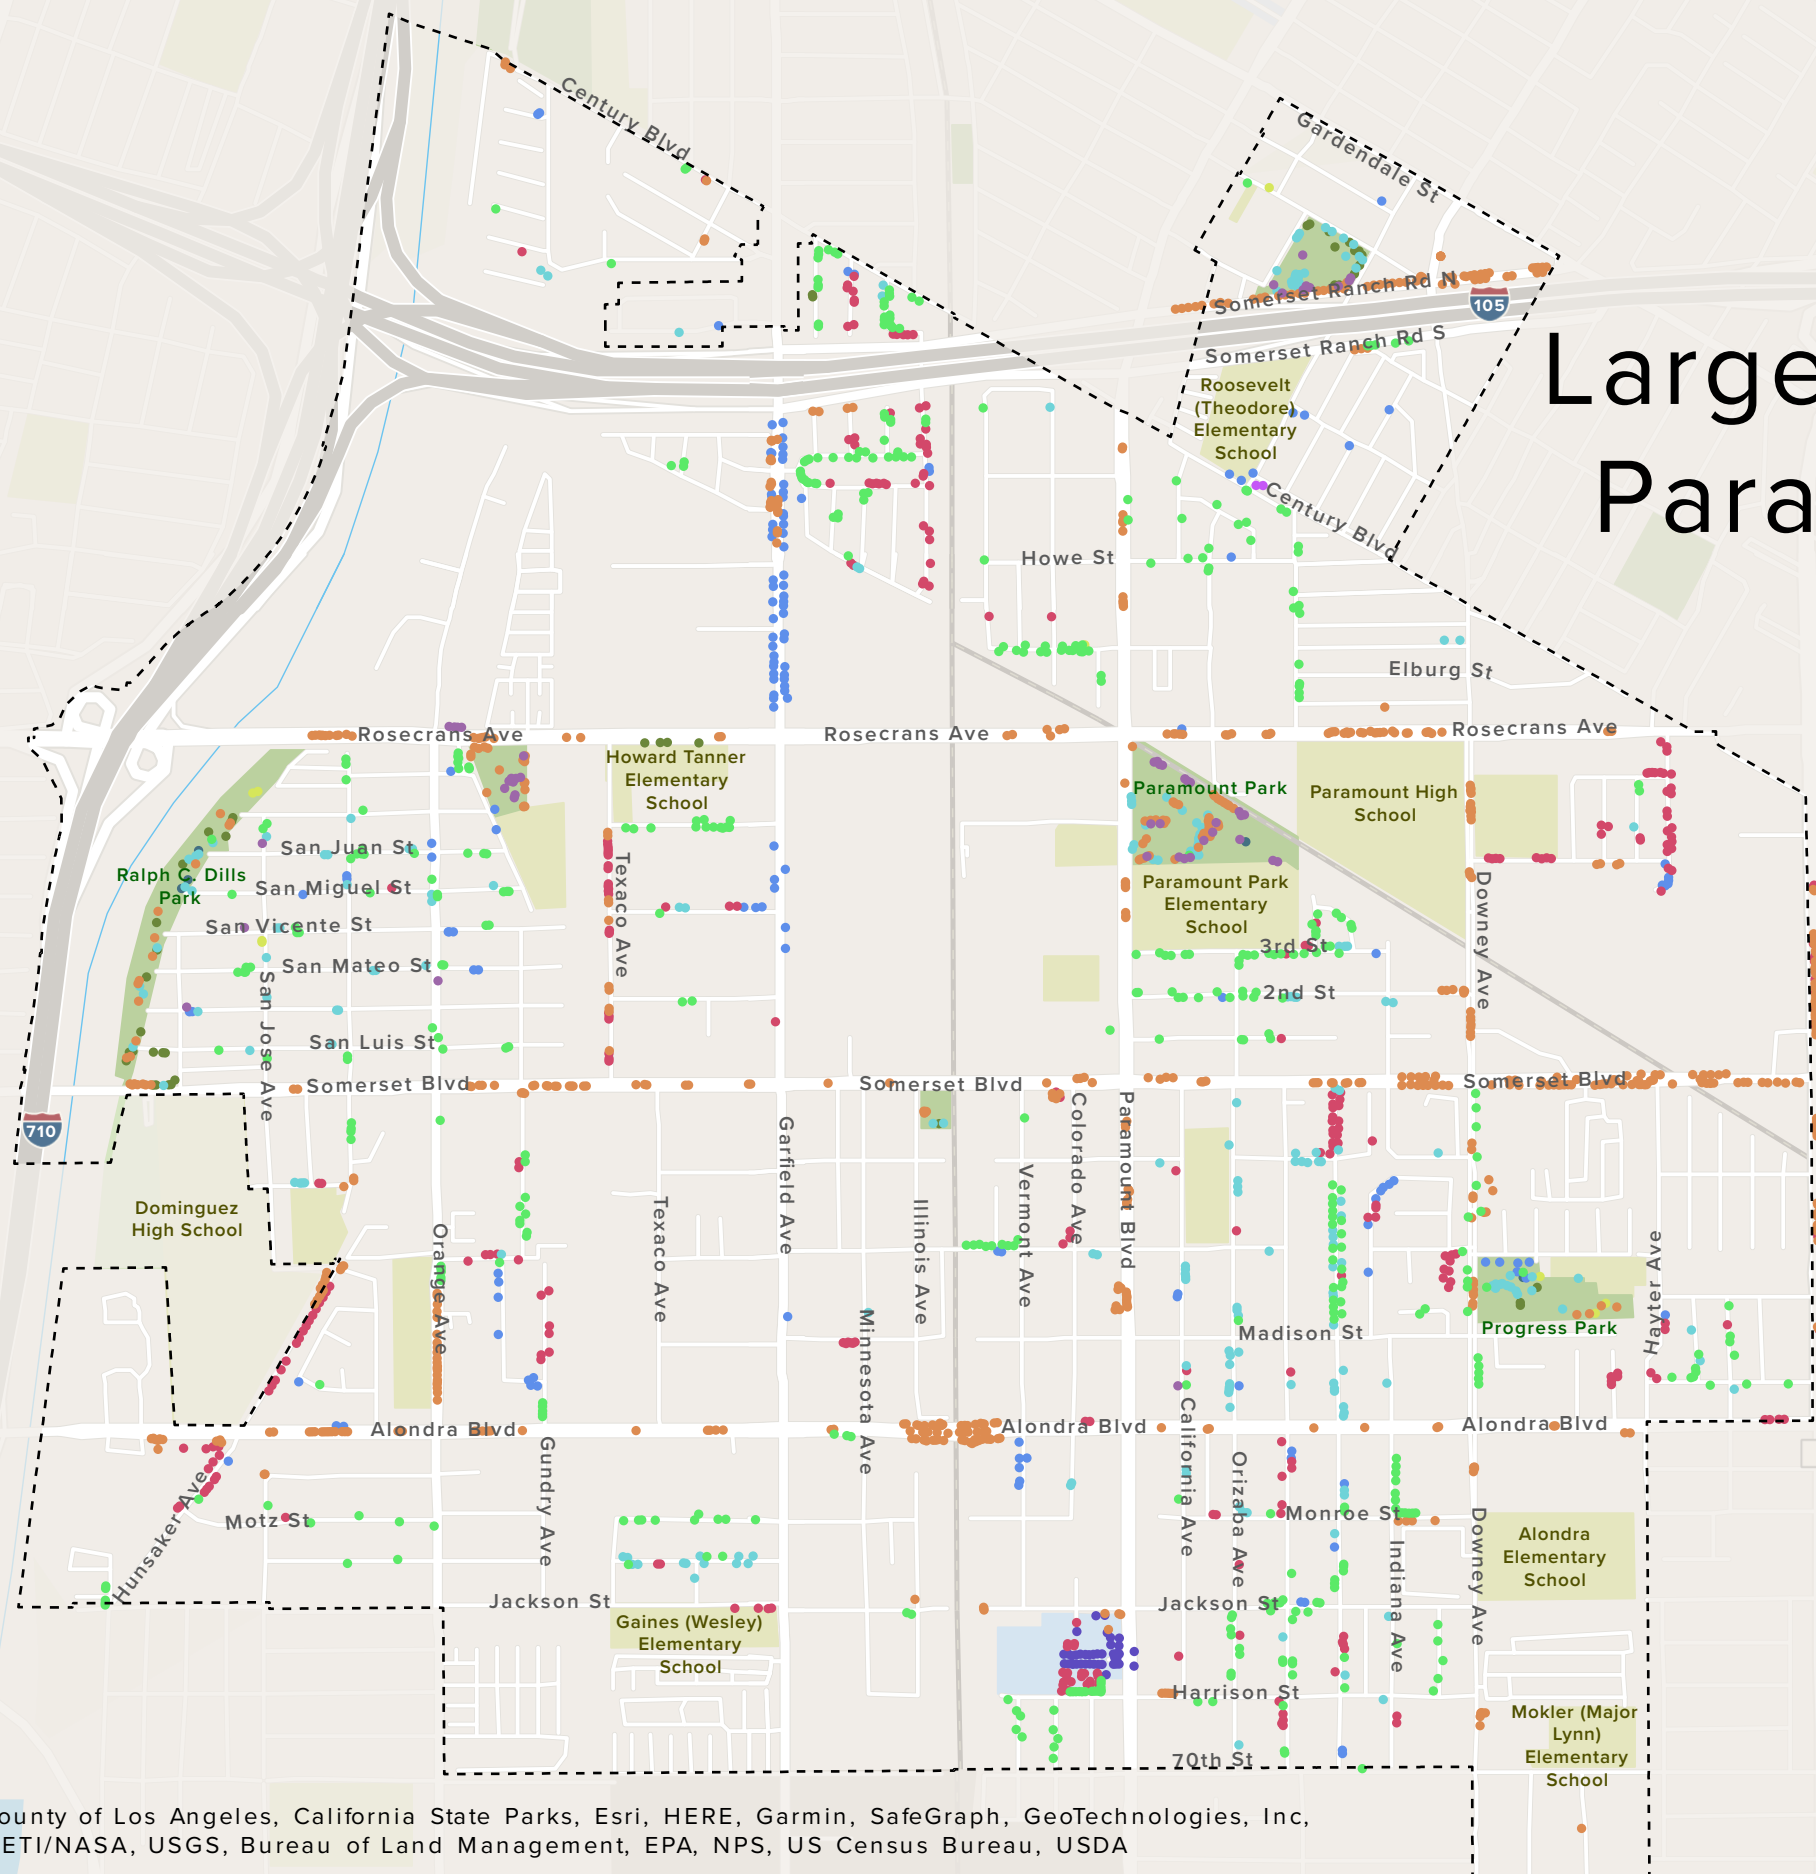 Century Blvd
Gardendale St
Somerset Ranch Rd N
105
Somerset Ranch Rd S
Large
Para
Roosevelt
(Theodore)
Elementary
School
Century Blvd
Howe St
Elburg St
Rosecrans Ave
Rosecrans Ave
Rosecrans Ave
Howard Tanner
Elementary
School
Paramount Park
Paramount High
School
San Juan St
Ralph C. Dills
Park
San Miguel St
Texaco Ave
Paramount Park
Elementary
School
Downey Ave
San Vicente St
3rd St
San Mateo St
San Jose Ave
2nd St
San Luis St
Somerset Blvd
Somerset Blvd
Somerset Blvd
710
Colorado Ave
Paramount Blvd
Garfield Ave
Dominguez
High School
Orange Ave
Texaco Ave
Illinois Ave
Vermont Ave
Hayter Ave
Minnesota Ave
Madison St
Progress Park
Alondra Blvd
Alondra Blvd
Alondra Blvd
California Ave
Gundry Ave
Orizaba Ave
Hunsaker Ave
Motz St
Monroe St
Indiana Ave
Downey Ave
Alondra
Elementary
School
Jackson St
Jackson St
Gaines (Wesley)
Elementary
School
Harrison St
Mokler (Major
Lynn)
Elementary
School
70th St
ounty of Los Angeles, California State Parks, Esri, HERE, Garmin, SafeGraph, GeoTechnologies, Inc,
ETI/NASA, USGS, Bureau of Land Management, EPA, NPS, US Census Bureau, USDA